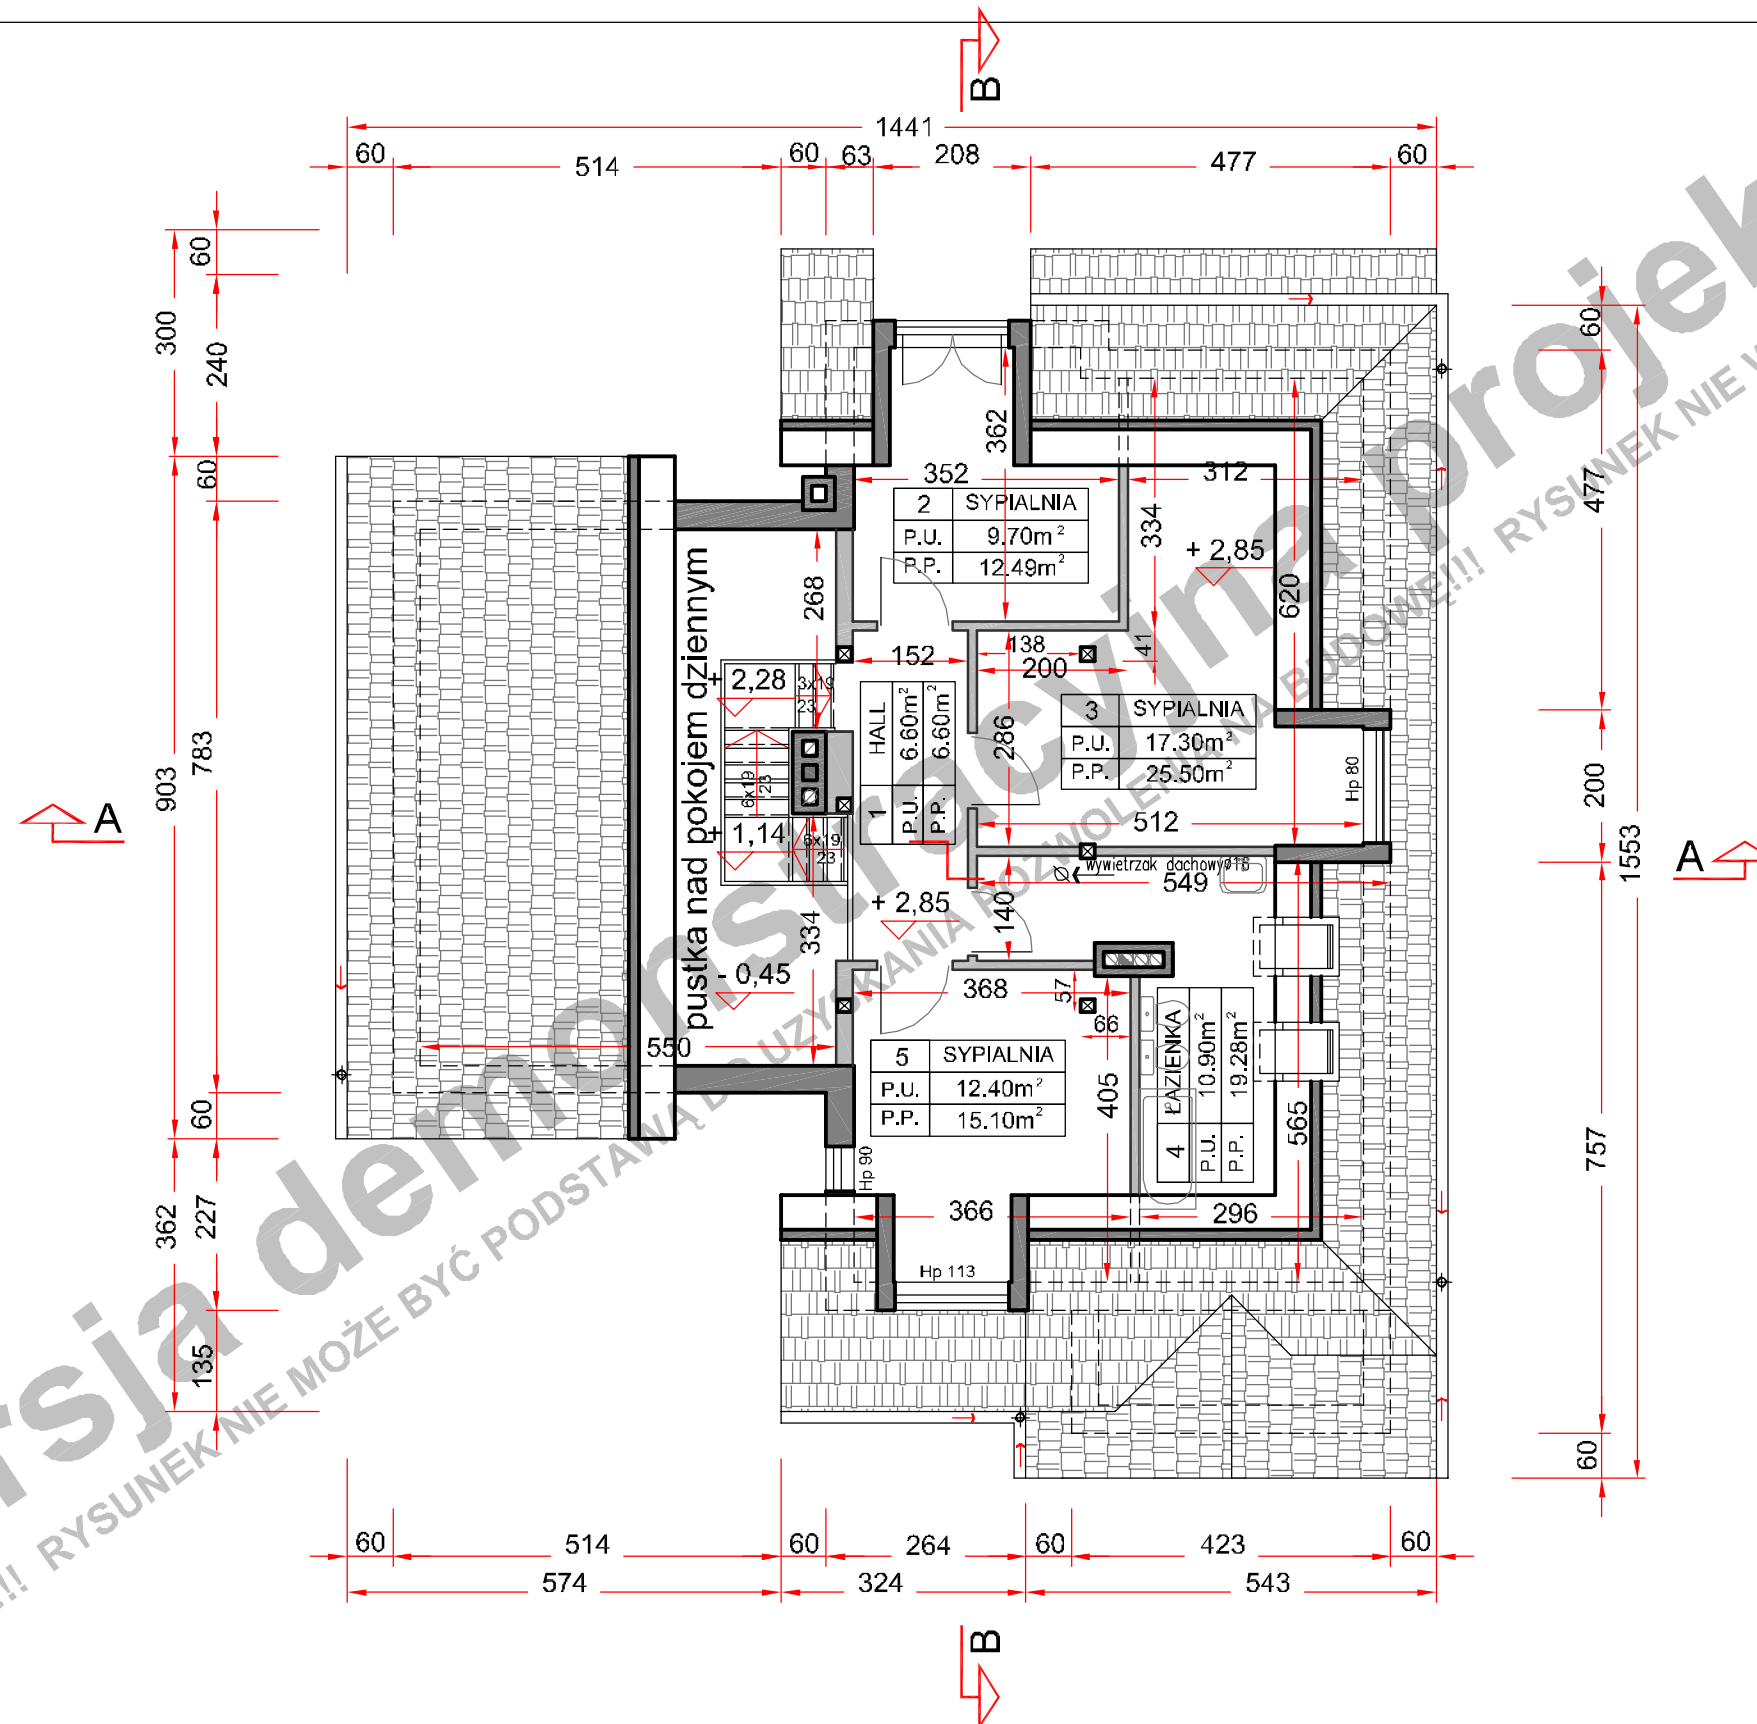 B
1441
60 514 60 63 208 477 60
60
300
240
60
903
783
60
362
227
135
A
60
477
200
1553
757
60
A
362
352
312
2 SYPIALNIA
P.U. 9.70m²
P.P. 12.49m²
334
+ 2,85
620
268
pustka nad pokojem dziennym
152
138
200
41
+ 2,28
3x19
23
1 HALL
P.U. 6.60m²
P.P. 6.60m²
286
3 SYPIALNIA
P.U. 17.30m²
P.P. 25.50m²
Hp 80
6x19
23
+ 1,14
6x19
23
512
wywietrzak dachowy
549
+ 2,85
140
334
- 0,45
368
57
66
550
5 SYPIALNIA
P.U. 12.40m²
P.P. 15.10m²
405
4 ŁAZIENKA
P.U. 10.90m²
P.P. 19.28m²
565
Hp 90
366
296
Hp 113
60 514 60 264 60 423 60
574 324 543
B
rsja demonstracyjna projek
!!! RYSUNEK NIE MOŻE BYĆ PODSTAWĄ DO UZYSKANIA POZWOLENIA NA BUDOWĘ!!! RYSUNEK NIE